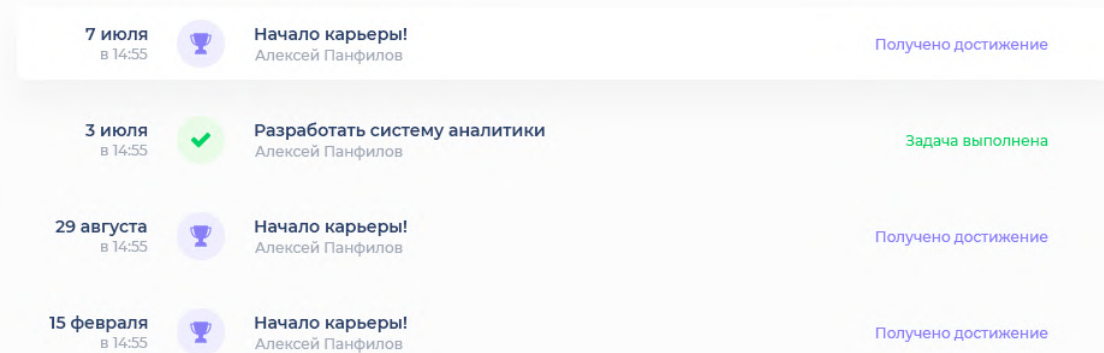 7 июля
в 14:55
Начало карьеры!
Алексей Панфилов
Получено достижение
3 июля
в 14:55
Разработать систему аналитики
Алексей Панфилов
Задача выполнена
29 августа
в 14:55
Начало карьеры!
Алексей Панфилов
Получено достижение
15 февраля
в 14:55
Начало карьеры!
Алексей Панфилов
Получено достижение